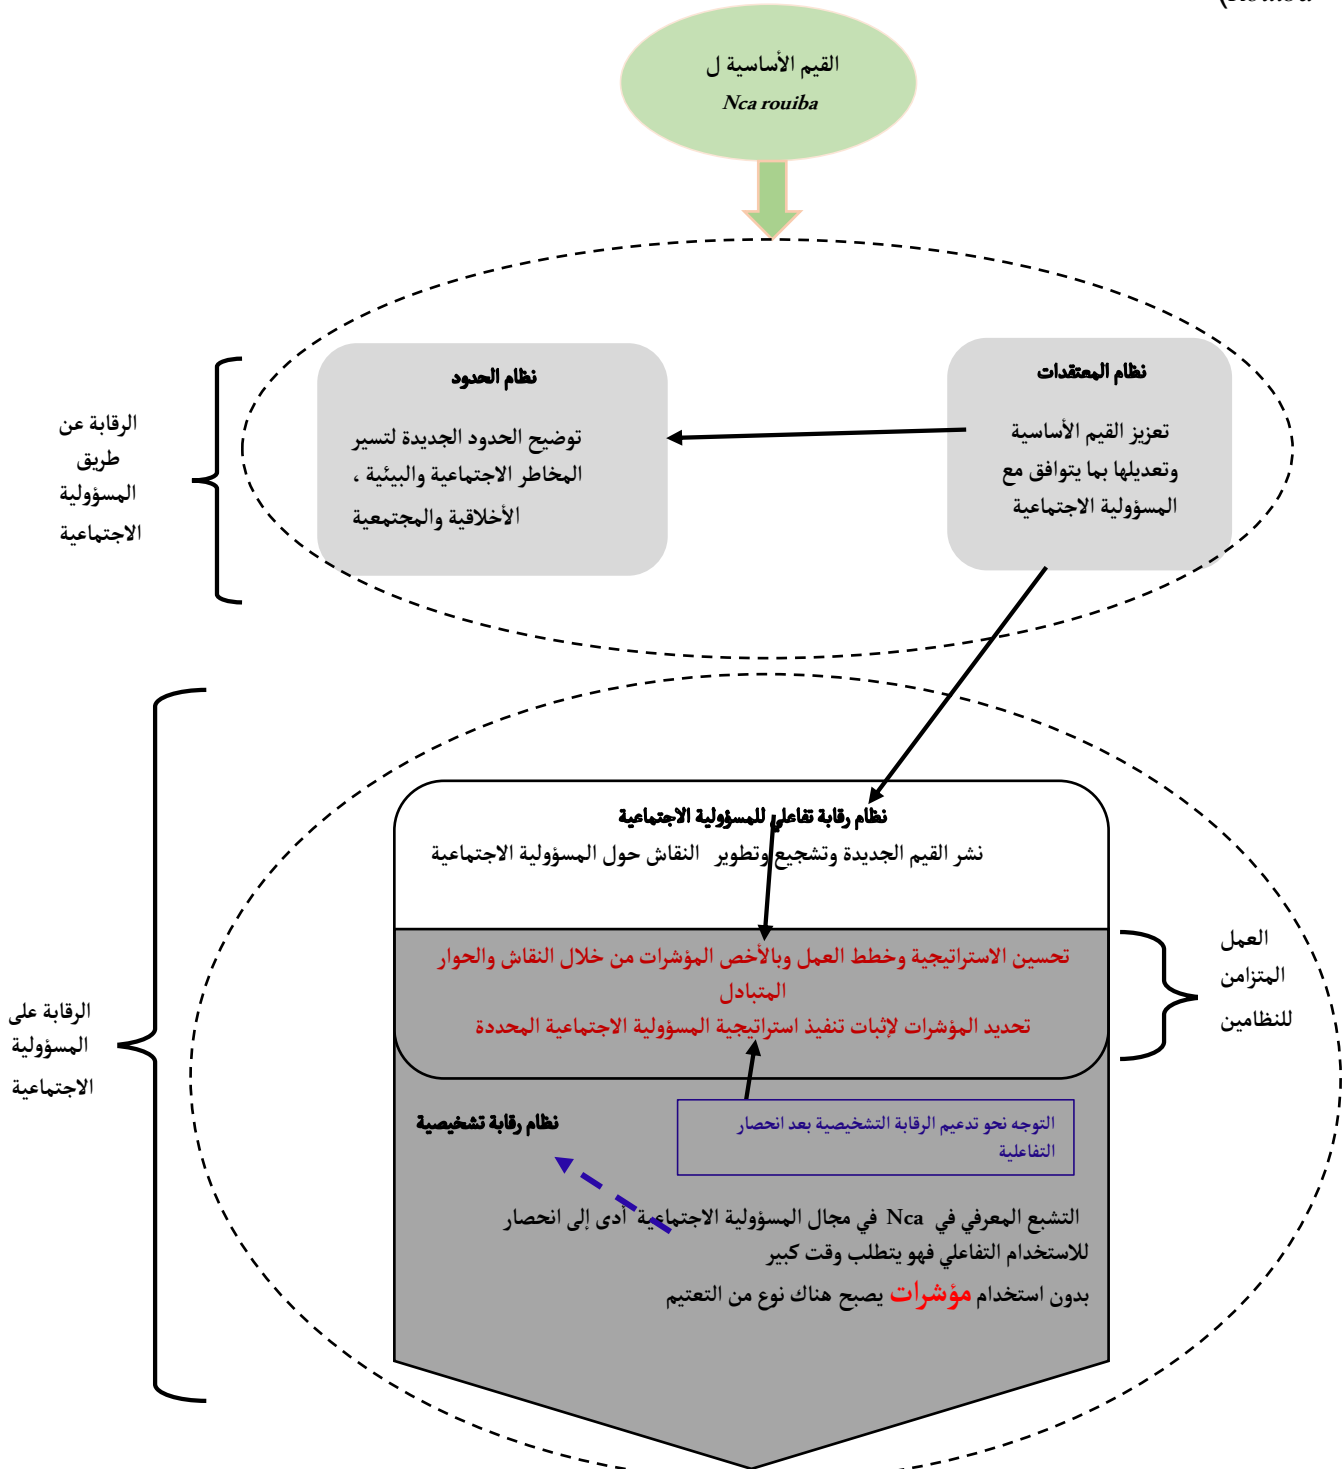 القيم الأساسية ل
Nca rouiba
نظام المعتقدات
تعزيز القيم الأساسية
وتعديلها بما يتوافق مع
المسؤولية الاجتماعية
نظام الحدود
توضيح الحدود الجديدة لتسير
المخاطر الاجتماعية والبيئية ،
الأخلاقية والمجتمعية
الرقابة عن
طريق
المسؤولية
الاجتماعية
نظام رقابة تفاعلي للمسؤولية الاجتماعية
نشر القيم الجديدة وتشجيع وتطوير النقاش حول المسؤولية الاجتماعية
تحسين الاستراتيجية وخطط العمل وبالأخص المؤشرات من خلال النقاش والحوار
المتبادل
تحديد المؤشرات لإثبات تنفيذ استراتيجية المسؤولية الاجتماعية المحددة
العمل
المتزامن
للنظامين
الرقابة على
المسؤولية
الاجتماعية
التوجه نحو تدعيم الرقابة التشخيصية بعد انحصار
التفاعلية
نظام رقابة تشخيصية
التشبع المعرفي في Nca في مجال المسؤولية الاجتماعية أدى إلى انحصار
للاستخدام التفاعلي فهو يتطلب وقت كبير
بدون استخدام مؤشرات يصبح هناك نوع من التعتيم